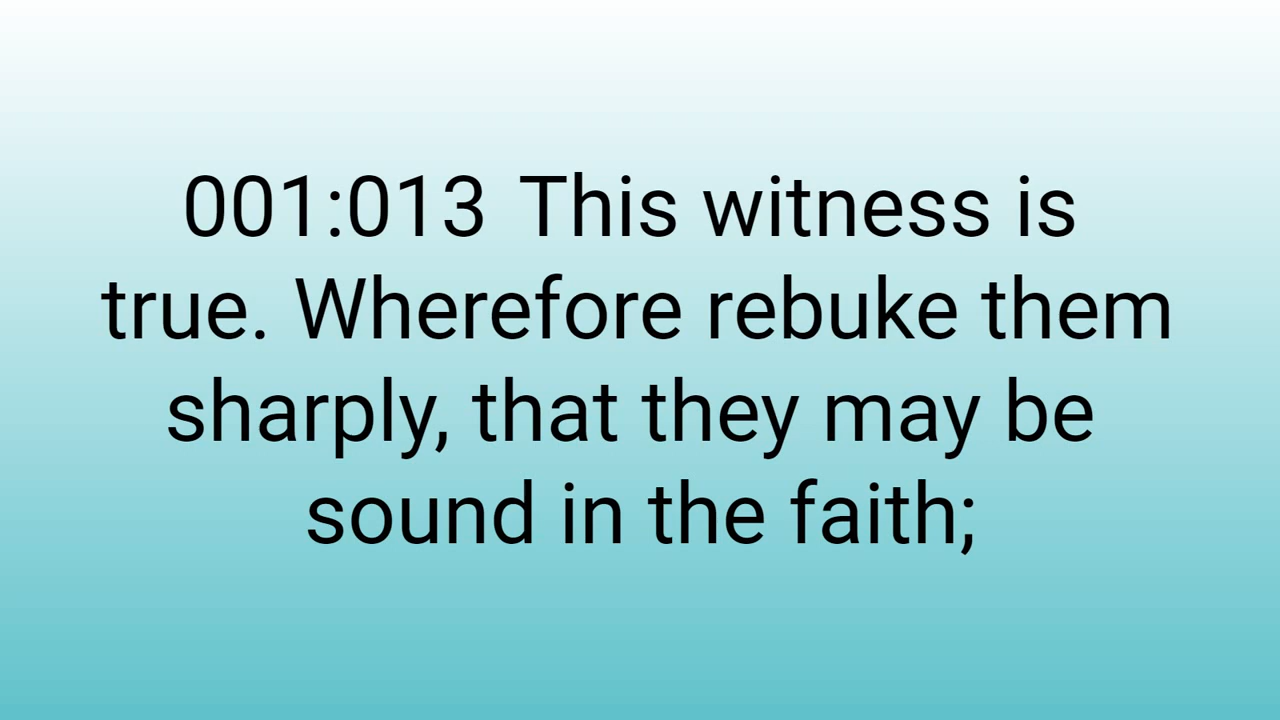 001:013 This witness is
true. Wherefore rebuke them
sharply, that they may be
sound in the faith;